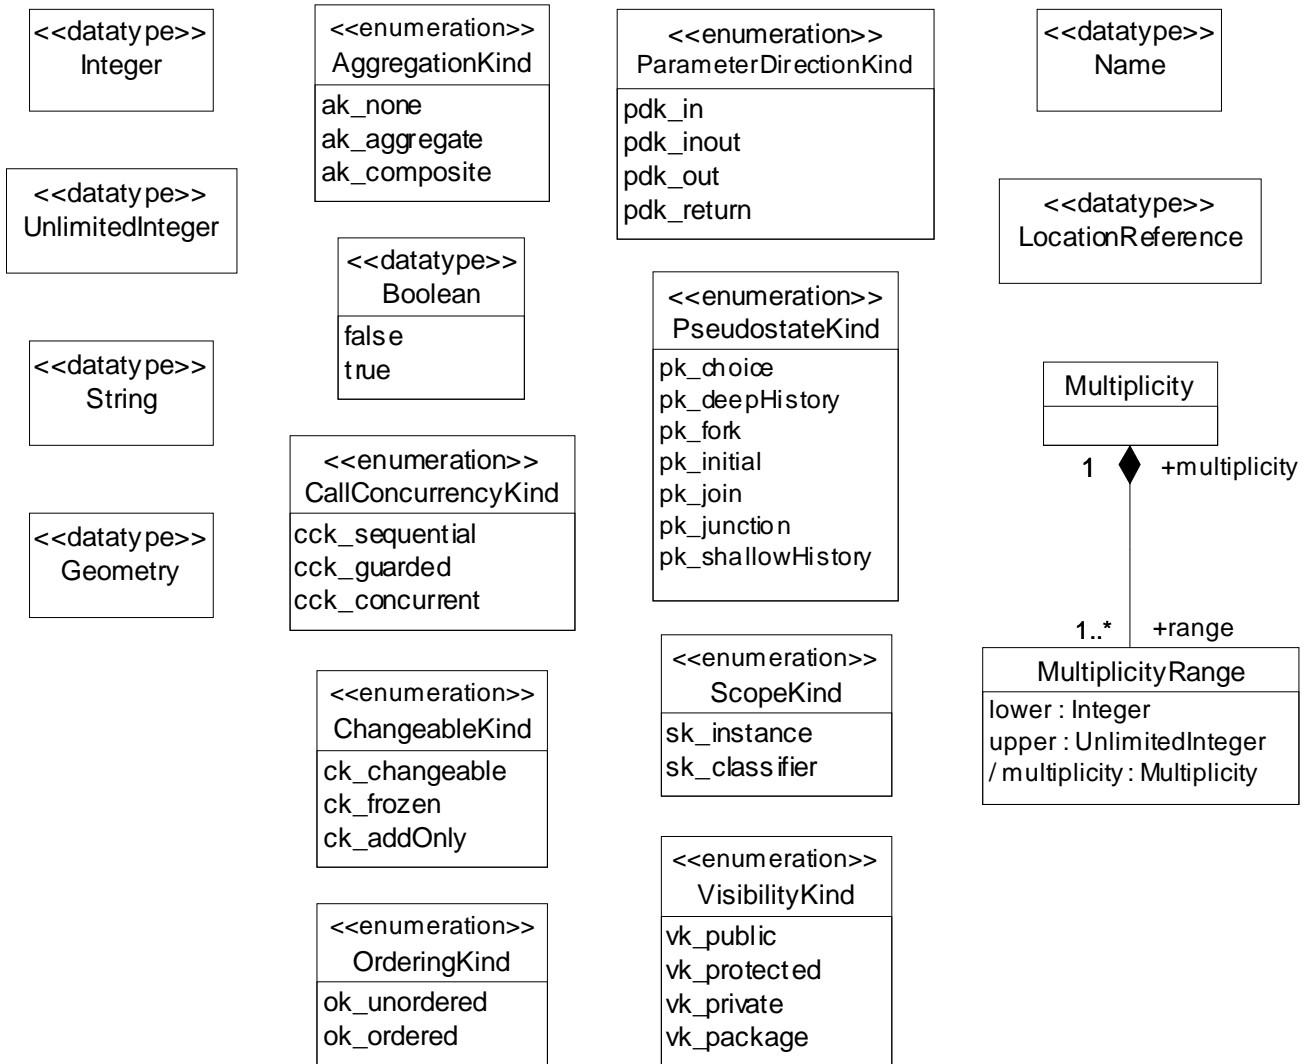 <<datatype>>
Integer
<<datatype>>
UnlimitedInteger
<<datatype>>
String
<<datatype>>
Geometry
<<enumeration>>
AggregationKind
ak_none
ak_aggregate
ak_composite
<<datatype>>
Boolean
false
true
<<enumeration>>
CallConcurrencyKind
cck_sequential
cck_guarded
cck_concurrent
<<enumeration>>
ChangeableKind
ck_changeable
ck_frozen
ck_addOnly
<<enumeration>>
OrderingKind
ok_unordered
ok_ordered
<<enumeration>>
ParameterDirectionKind
pdk_in
pdk_inout
pdk_out
pdk_return
<<enumeration>>
PseudostateKind
pk_choice
pk_deepHistory
pk_fork
pk_initial
pk_join
pk_junction
pk_shallowHistory
<<enumeration>>
ScopeKind
sk_instance
sk_classifier
<<enumeration>>
VisibilityKind
vk_public
vk_protected
vk_private
vk_package
<<datatype>>
Name
<<datatype>>
LocationReference
Multiplicity
1 +multiplicity
1..* +range
MultiplicityRange
lower : Integer
upper : UnlimitedInteger
/ multiplicity : Multiplicity